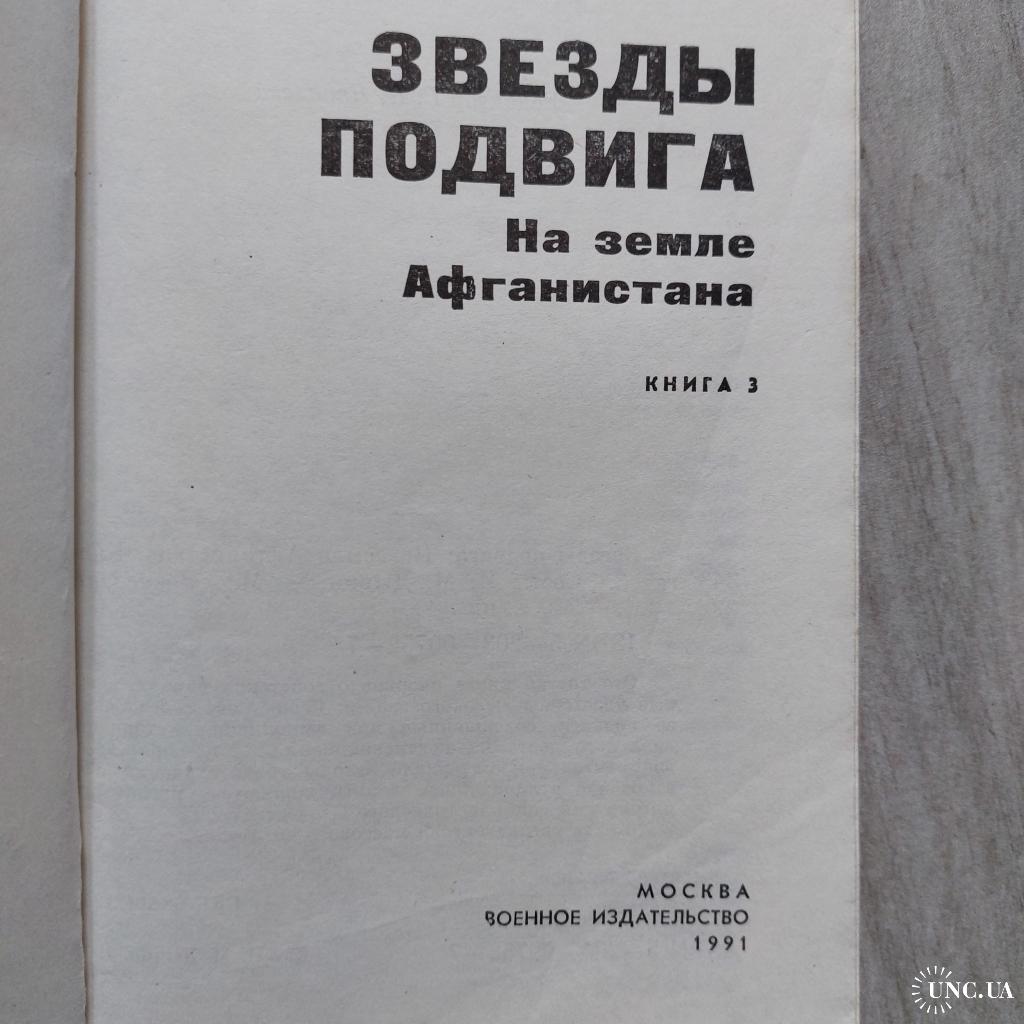 ЗВЕЗДЫ
ПОДВИГА
На земле
Афганистана
КНИГА 3
МОСКВА
ВОЕННОЕ ИЗДАТЕЛЬСТВО
1991
UNC.UA